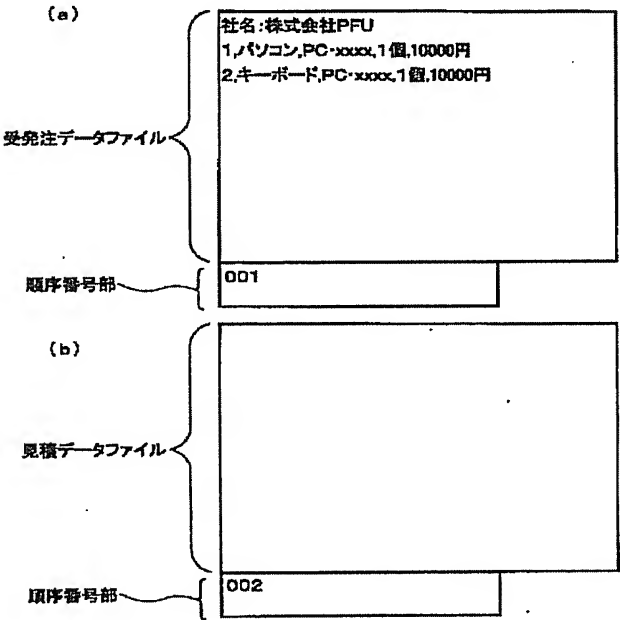 (a)
社名:株式会社PFU
1,パソコン,PC・xxxx,1個,10000円
2,キーボード,PC・xxxx,1個,10000円
受発注データファイル
順序番号部
001
(b)
見積データファイル
順序番号部
002